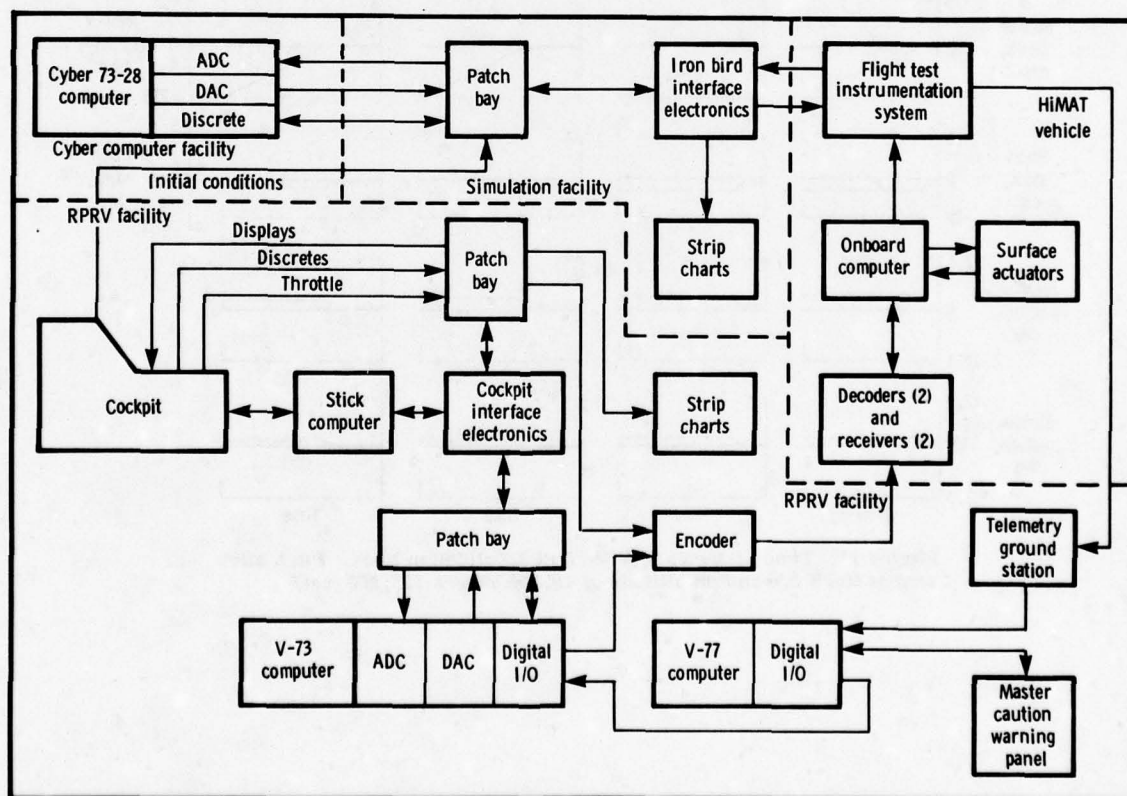 Cyber 73-28
computer
ADC
DAC
Discrete
Cyber computer facility
Initial conditions
Patch
bay
Simulation facility
Iron bird
interface
electronics
Strip
charts
Flight test
instrumentation
system
HiMAT
vehicle
Onboard
computer
Surface
actuators
Decoders (2)
and
receivers (2)
RPRV facility
Displays
Discretes
Throttle
Patch
bay
Cockpit
Stick
computer
Cockpit
interface
electronics
Strip
charts
RPRV facility
Patch bay
Encoder
Telemetry
ground
station
V-73
computer
ADC
DAC
Digital
I/O
V-77
computer
Digital
I/O
Master
caution
warning
panel